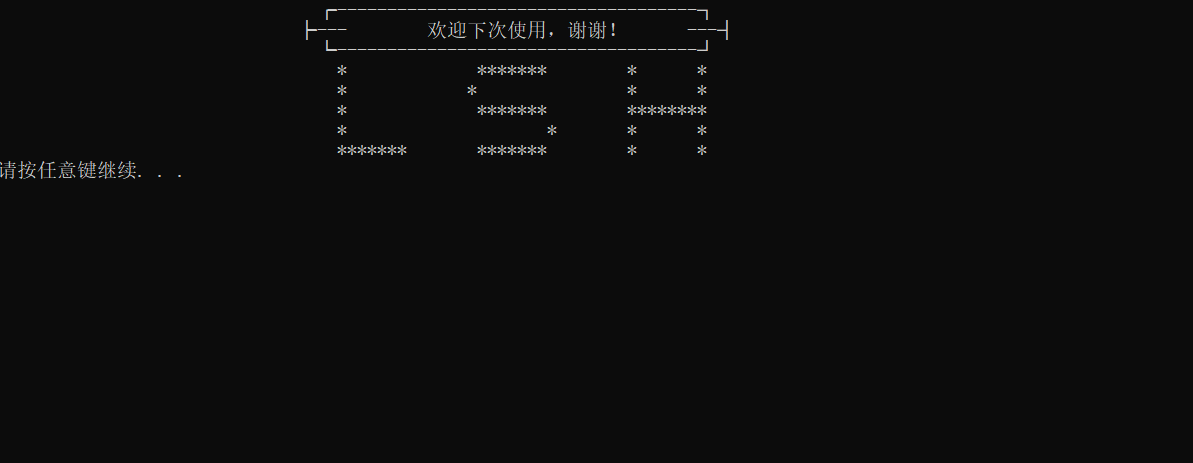 ┏-------------------------------------┓
┣---        欢迎下次使用，谢谢!       ---┫
┗-------------------------------------┛
*             *******        *      *
*            *               *      *
*             *******        ********
*                    *       *      *
*******       *******        *      *
请按任意键继续. . .